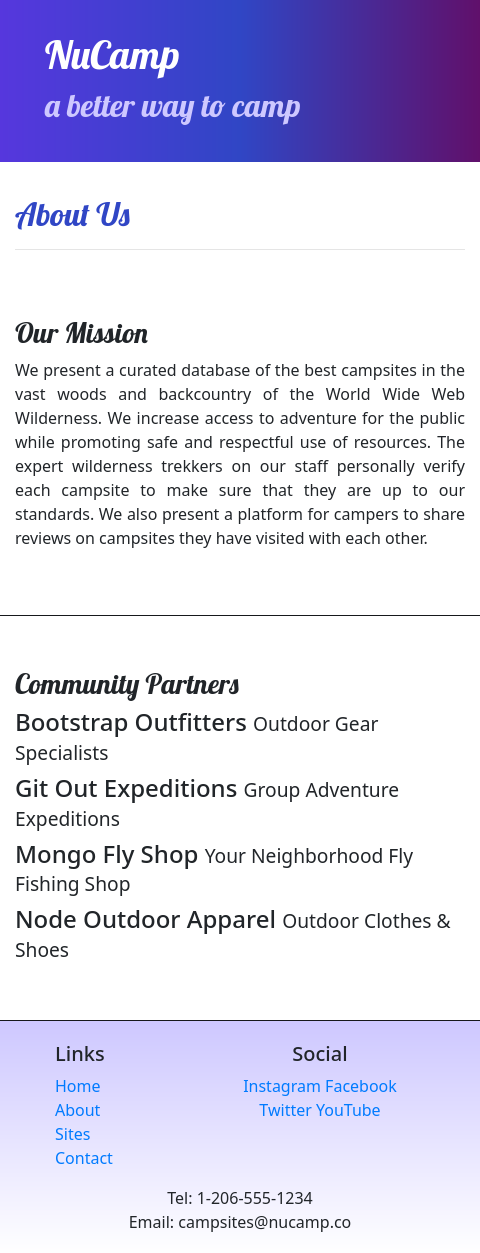 NuCamp
a better way to camp
About Us
Our Mission
We present a curated database of the best campsites in the
vast woods and backcountry of the World Wide Web
Wilderness. We increase access to adventure for the public
while promoting safe and respectful use of resources. The
expert wilderness trekkers on our staff personally verify
each campsite to make sure that they are up to our
standards. We also present a platform for campers to share
reviews on campsites they have visited with each other.
Community Partners
Bootstrap Outfitters Outdoor Gear
Specialists
Git Out Expeditions Group Adventure
Expeditions
Mongo Fly Shop Your Neighborhood Fly
Fishing Shop
Node Outdoor Apparel Outdoor Clothes &
Shoes
Links
Home
About
Sites
Contact
Social
Instagram Facebook
Twitter YouTube
Tel: 1-206-555-1234
Email: campsites@nucamp.co